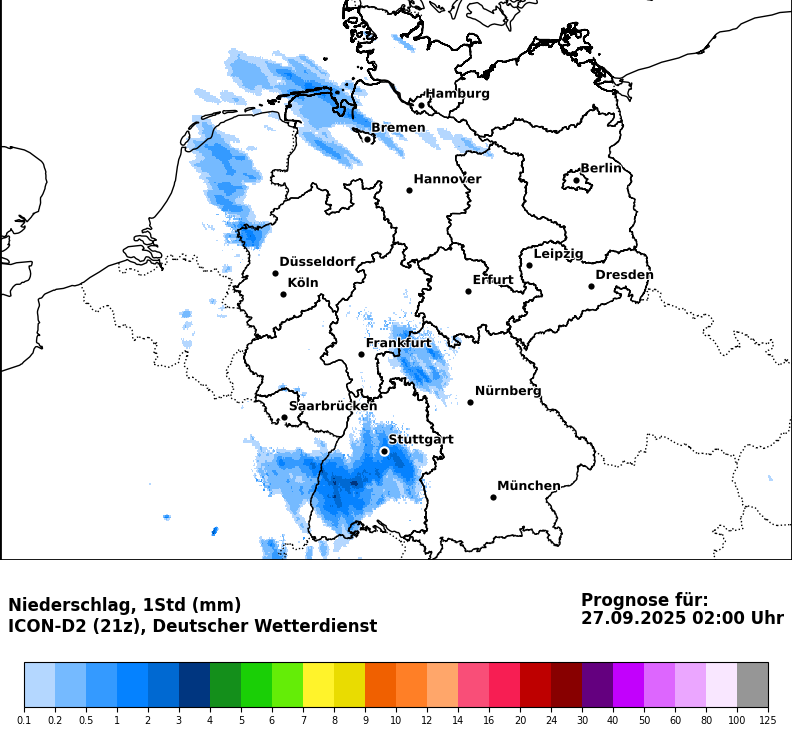 Hamburg
Bremen
Berlin
Hannover
Leipzig
Düsseldorf
Dresden
Köln
Erfurt
Frankfurt
Nürnberg
Saarbrücken
Stuttgart
München
Niederschlag, 1Std (mm)
ICON-D2 (21z), Deutscher Wetterdienst
Prognose für:
27.09.2025 02:00 Uhr
0.1 0.2 0.5 1 2 3 4 5 6 7 8 9 10 12 14 16 20 24 30 40 50 60 80 100 125